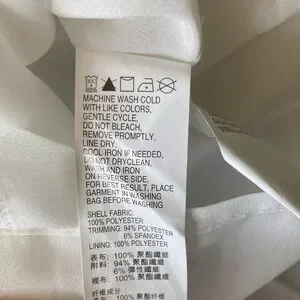 MACHINE WASH COLD
WITH LIKE COLORS,
GENTLE CYCLE,
DO NOT BLEACH,
REMOVE PROMPTLY.
LINE DRY.
COOL IRON IF NEEDED,
DO NOT DRYCLEAN,
WASH AND IRON
ON REVERSE SIDE,
FOR BEST RESULT, PLACE
GARMENT IN WASHING
BAG BEFORE WASHING
SHELL FABRIC:
100% POLYESTER
TRIMMING: 94% POLYESTER
6% SPANDEX
LINING: 100% POLYESTER
表布: 100% 聚酯纖維
附料: 94% 聚酯纖維
6% 彈性纖維
裡布: 100% 聚酯纖維
纖維成分: